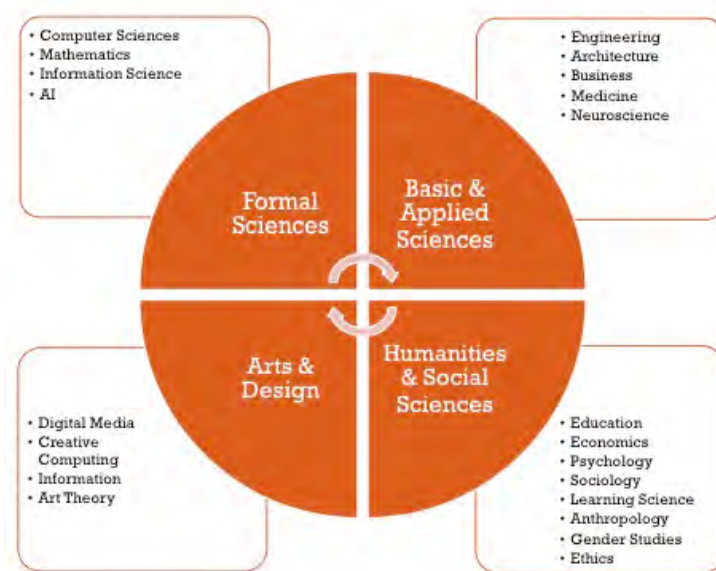 • Computer Sciences
• Mathematics
• Information Science
• AI
• Engineering
• Architecture
• Business
• Medicine
• Neuroscience
Formal
Sciences
Basic &
Applied
Sciences
Arts &
Design
Humanities
& Social
Sciences
• Digital Media
• Creative
Computing
• Information
• Art Theory
• Education
• Economics
• Psychology
• Sociology
• Learning Science
• Anthropology
• Gender Studies
• Ethics